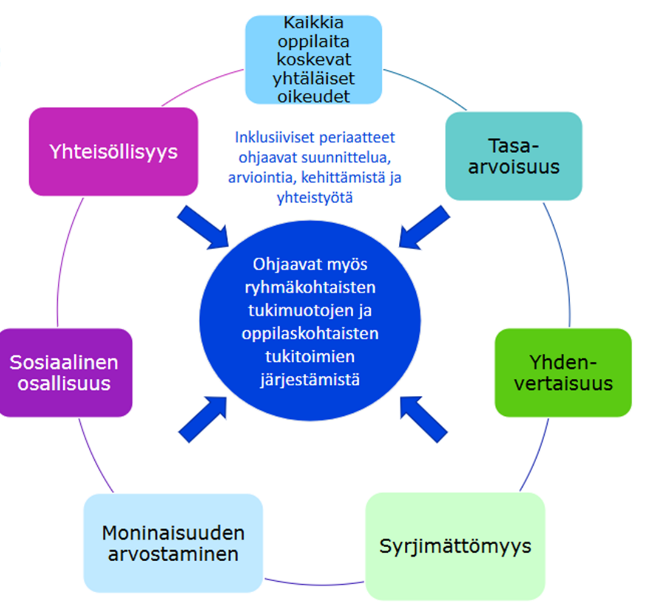 Kaikkia
oppilaita
koskevat
yhtäläiset
oikeudet
Inklusiiviset periaatteet
ohjaavat suunnittelua,
arviointia, kehittämistä ja
yhteistyötä
Yhteisöllisyys
Tasa-
arvoisuus
Ohjaavat myös
ryhmäkohtaisten
tukimuotojen ja
oppilaskohtaisten
tukitoimien
järjestämistä
Sosiaalinen
osallisuus
Yhden-
vertaisuus
Moninaisuuden
arvostaminen
Syrjimättömyys